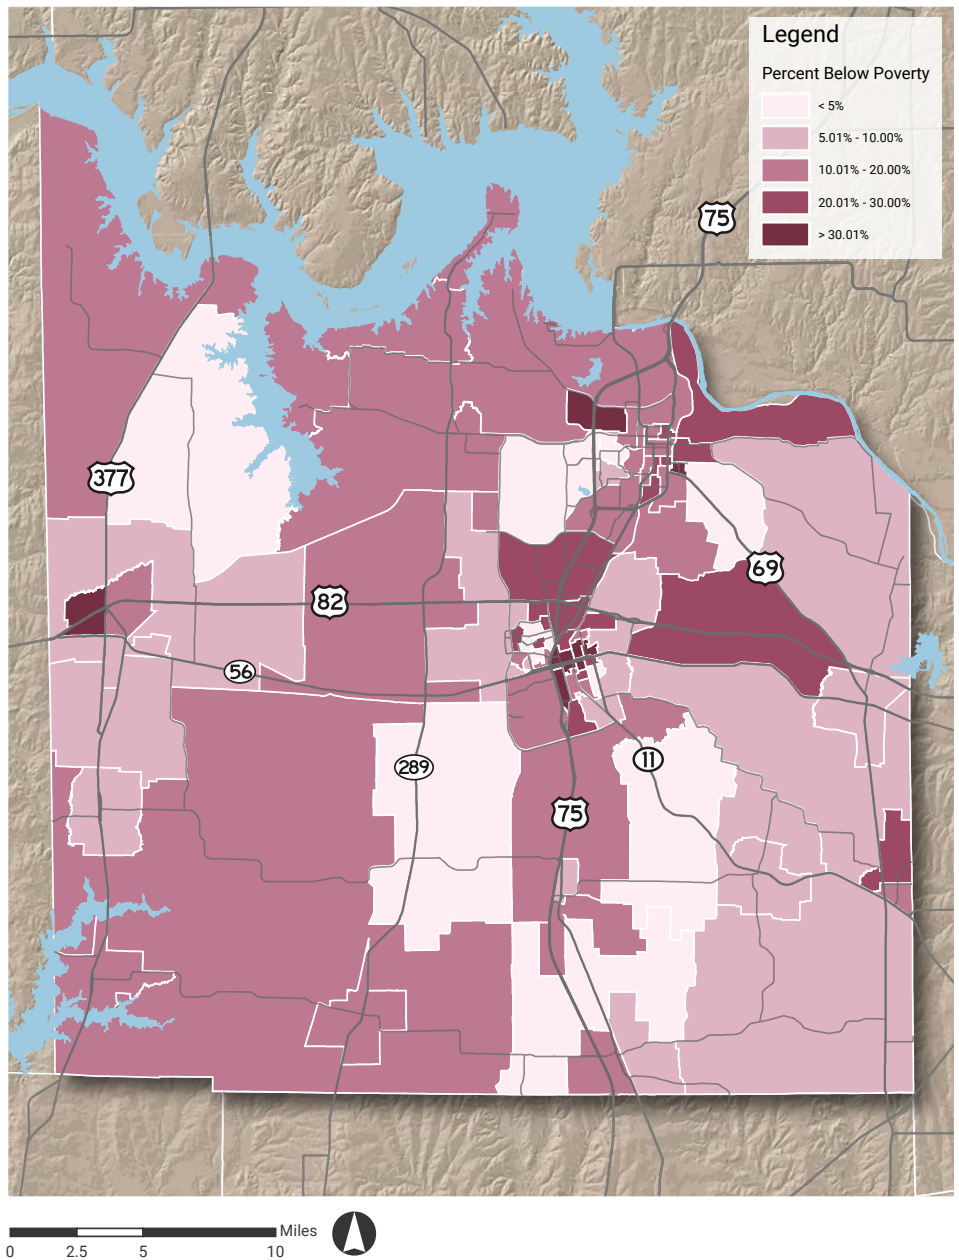 Legend
Percent Below Poverty
< 5%
5.01% - 10.00%
10.01% - 20.00%
20.01% - 30.00%
> 30.01%
75
377
69
82
56
289
11
75
Miles
0 2.5 5 10